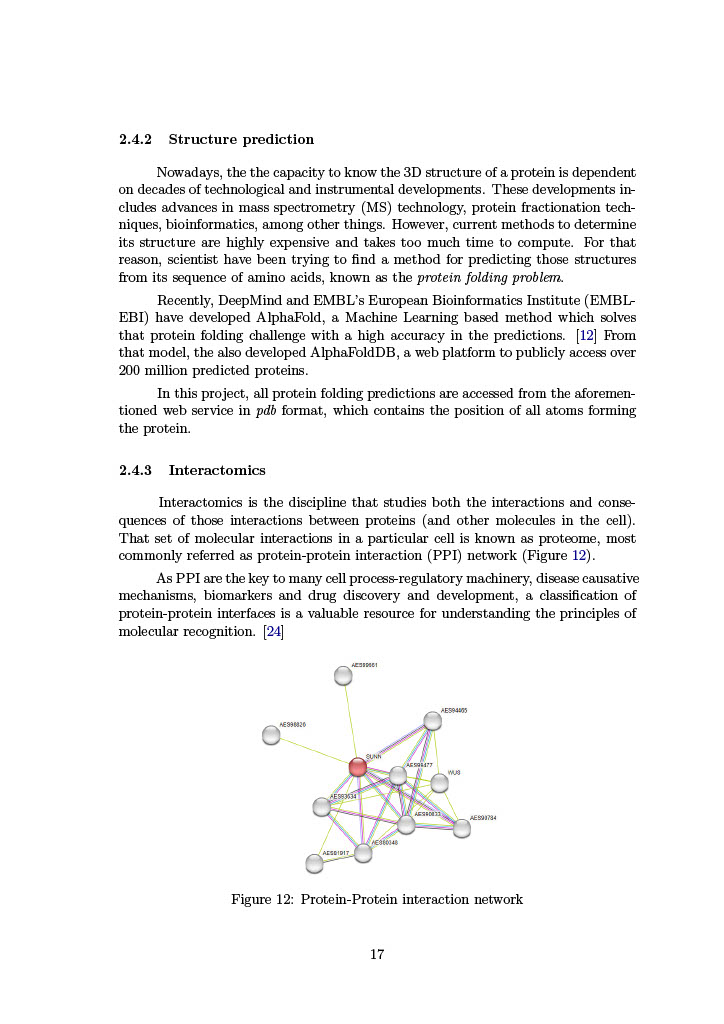 2.4.2 Structure prediction
Nowadays, the the capacity to know the 3D structure of a protein is dependent
on decades of technological and instrumental developments. These developments in-
cludes advances in mass spectrometry (MS) technology, protein fractionation tech-
niques, bioinformatics, among other things. However, current methods to determine
its structure are highly expensive and takes too much time to compute. For that
reason, scientist have been trying to find a method for predicting those structures
from its sequence of amino acids, known as the protein folding problem.
Recently, DeepMind and EMBL's European Bioinformatics Institute (EMBL-
EBI) have developed AlphaFold, a Machine Learning based method which solves
that protein folding challenge with a high accuracy in the predictions. [12] From
that model, the also developed AlphaFoldDB, a web platform to publicly access over
200 million predicted proteins.
In this project, all protein folding predictions are accessed from the aforemen-
tioned web service in pdb format, which contains the position of all atoms forming
the protein.
2.4.3 Interactomics
Interactomics is the discipline that studies both the interactions and conse-
quences of those interactions between proteins (and other molecules in the cell).
That set of molecular interactions in a particular cell is known as proteome, most
commonly referred as protein-protein interaction (PPI) network (Figure 12).
As PPI are the key to many cell process-regulatory machinery, disease causative
mechanisms, biomarkers and drug discovery and development, a classification of
protein-protein interfaces is a valuable resource for understanding the principles of
molecular recognition. [24]
AES94465
SUNN
WUS
AES93634
AES90784
AES81917
Figure 12: Protein-Protein interaction network
17